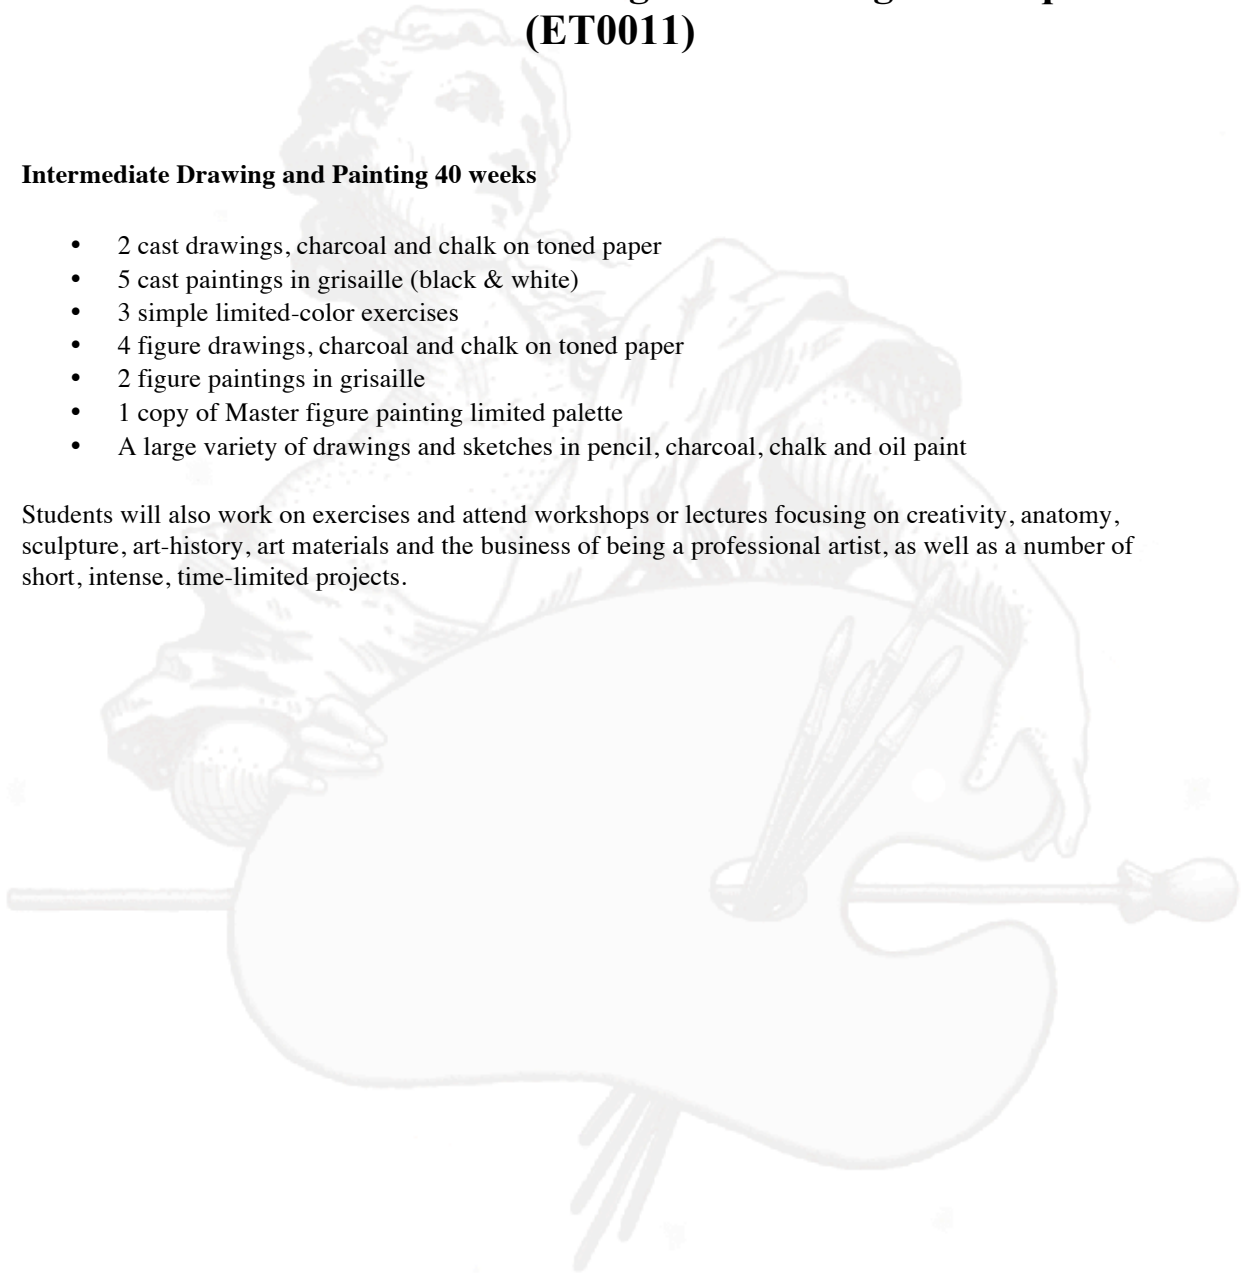 (ET0011)
Intermediate Drawing and Painting 40 weeks
• 2 cast drawings, charcoal and chalk on toned paper
• 5 cast paintings in grisaille (black & white)
• 3 simple limited-color exercises
• 4 figure drawings, charcoal and chalk on toned paper
• 2 figure paintings in grisaille
• 1 copy of Master figure painting limited palette
• A large variety of drawings and sketches in pencil, charcoal, chalk and oil paint
Students will also work on exercises and attend workshops or lectures focusing on creativity, anatomy,
sculpture, art-history, art materials and the business of being a professional artist, as well as a number of
short, intense, time-limited projects.